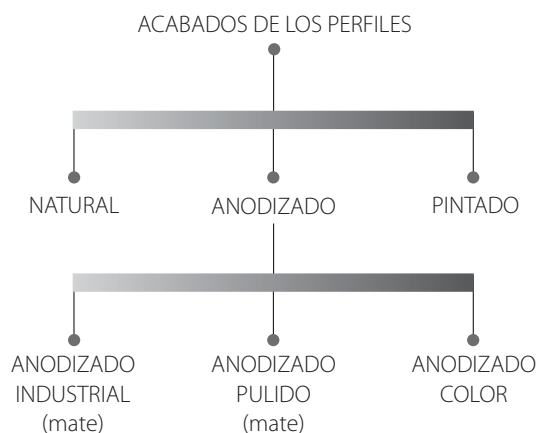 ACABADOS DE LOS PERFILES
NATURAL
ANODIZADO
PINTADO
ANODIZADO
INDUSTRIAL
(mate)
ANODIZADO
PULIDO
(mate)
ANODIZADO
COLOR